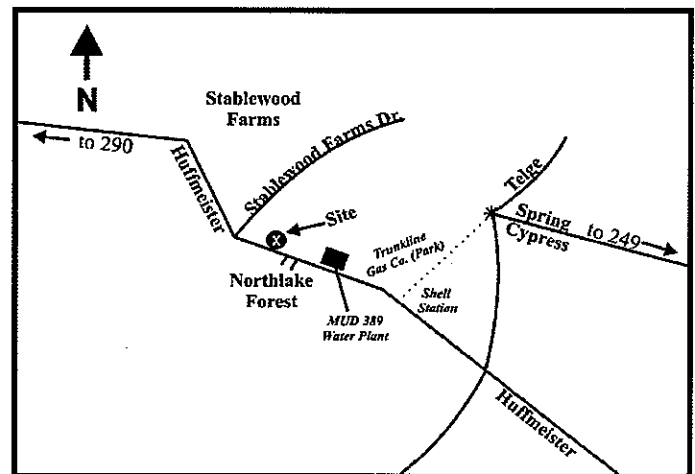 N
Stablewood
Farms
to 290
Huffmeister
Stablewood Farms Dr.
Telge
Site
Spring
Cypress
to 249
Trunkline
Gas Co. (Park)
Northlake
Forest
Shell
Station
MUD 389
Water Plant
Huffmeister
X